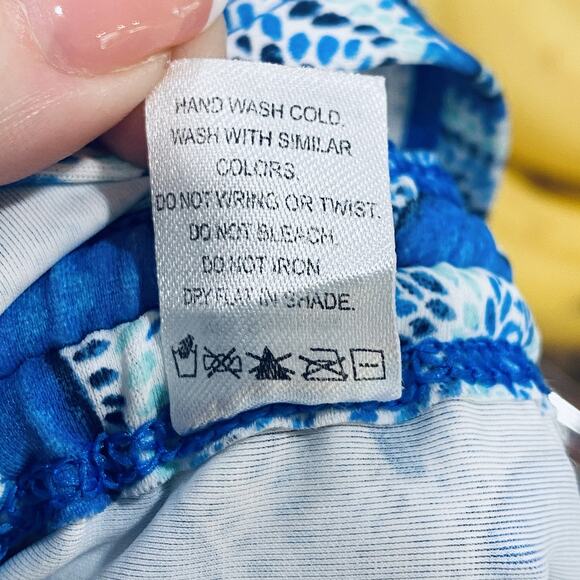 HAND WASH COLD.
WASH WITH SIMILAR
COLORS.
DO NOT WRING OR TWIST.
DO NOT BLEACH.
DO NOT IRON
DRY FLAT IN SHADE.